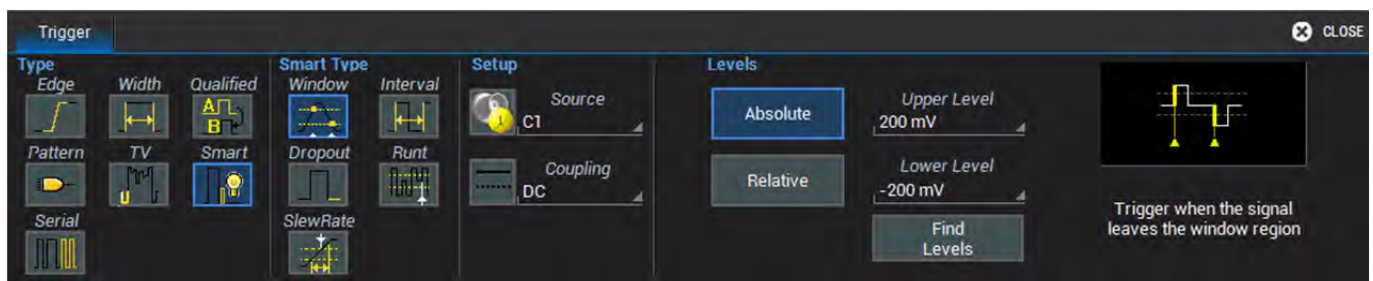 Trigger
CLOSE
Type
Edge Width Qualified
A
B
Pattern TV Smart
Serial
Smart Type
Window Interval
Dropout Runt
SlewRate
Setup
Source
1
C1
Coupling
DC
Levels
Absolute
Relative
Upper Level
200 mV
Lower Level
-200 mV
Find
Levels
Trigger when the signal
leaves the window region